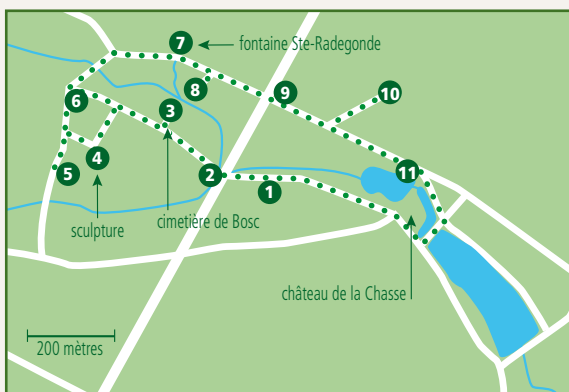 7
fontaine Ste-Radegonde
8
9
10
6
3
4
5
2
1
11
sculpture
cimetière de Bosc
château de la Chasse
200 mètres